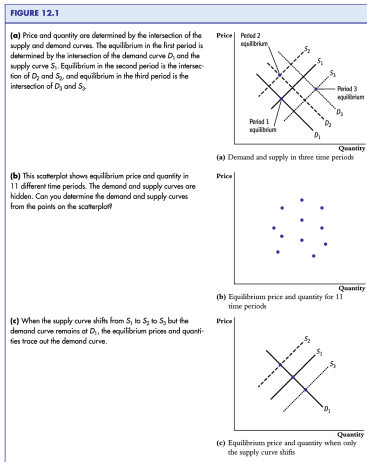 FIGURE 12.1
(a) Price and quantity are determined by the intersection of the
supply and demand curves. The equilibrium in the first period is
determined by the intersection of the demand curve D₁ and the
supply curve S₁. Equilibrium in the second period is the intersec-
tion of D₂ and S₂, and equilibrium in the third period is the
intersection of D₃ and S₃.
Price
Period 2
equilibrium
S₂
S₁
S₃
Period 3
equilibrium
D₃
Period 1
equilibrium
D₂
D₁
Quantity
(a) Demand and supply in three time periods
(b) This scatterplot shows equilibrium price and quantity in
11 different time periods. The demand and supply curves are
hidden. Can you determine the demand and supply curves
from the points on the scatterplot?
Price
Quantity
(b) Equilibrium price and quantity for 11
time periods
(c) When the supply curve shifts from S₁ to S₂ to S₃ but the
demand curve remains at D₁, the equilibrium prices and quanti-
ties trace out the demand curve.
Price
S₂
S₁
S₃
D₁
Quantity
(c) Equilibrium price and quantity when only
the supply curve shifts